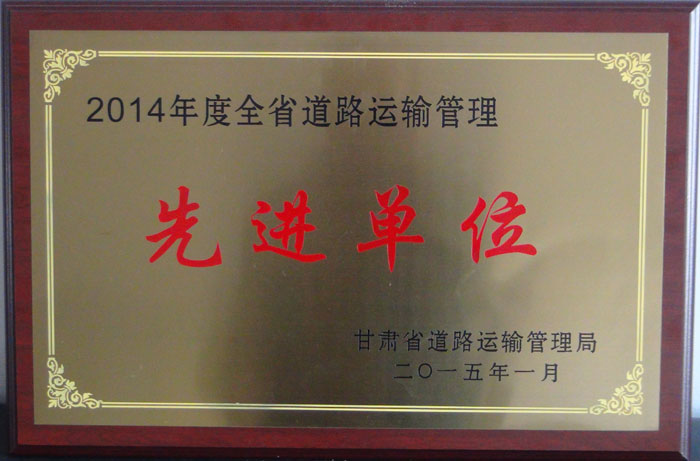 2014年度全省道路运输管理
先进单位
甘肃省道路运输管理局
二〇一五年一月